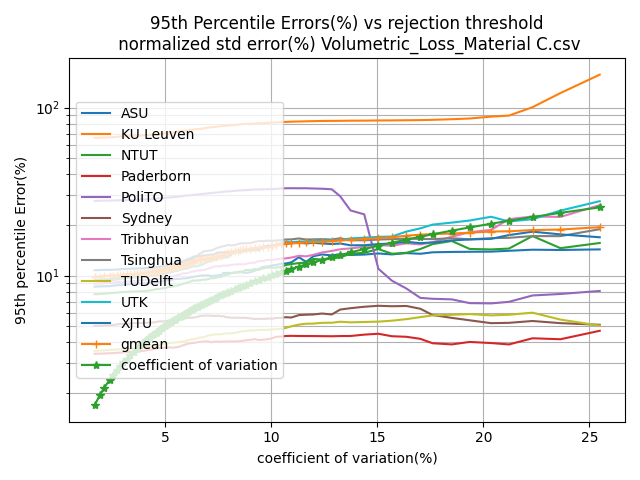 95th Percentile Errors(%) vs rejection threshold
normalized std error(%) Volumetric_Loss_Material C.csv
95th percentile Error(%)
10²
10¹
ASU
KU Leuven
NTUT
Paderborn
PoliTO
Sydney
Tribhuvan
Tsinghua
TUDelft
UTK
XJTU
gmean
coefficient of variation
5
10
15
20
25
coefficient of variation(%)